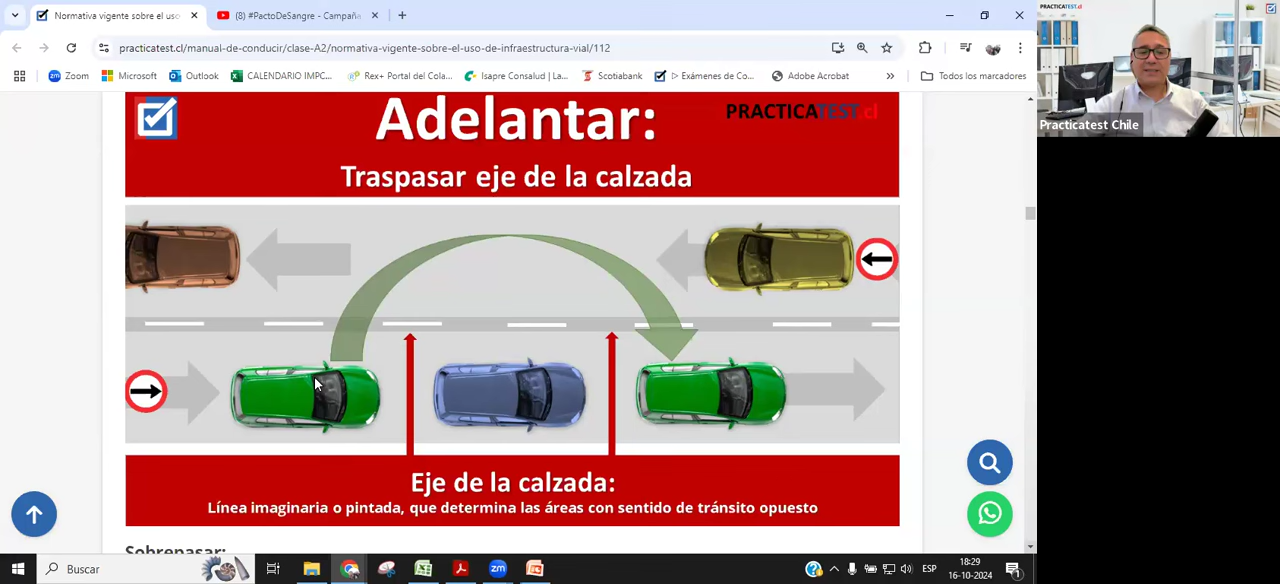 Normativa vigente sobre el uso
(8) #PactoDeSangre - Campaña
practicatest.cl/manual-de-conducir/clase-A2/normativa-vigente-sobre-el-uso-de-infraestructura-vial/112
Zoom
Microsoft
Outlook
CALENDARIO IMPC...
Rex+ Portal del Cola...
Isapre Consalud | La...
Scotiabank
▷ Exámenes de Co...
Adobe Acrobat
»
Todos los marcadores
PRACTICATEST.cl
Practicatest Chile
Adelantar:
PRACTICATEST.cl
Traspasar eje de la calzada
Eje de la calzada:
Línea imaginaria o pintada, que determina las áreas con sentido de tránsito opuesto
Sobrepasar:
Buscar
ESP
18:29
16-10-2024
1